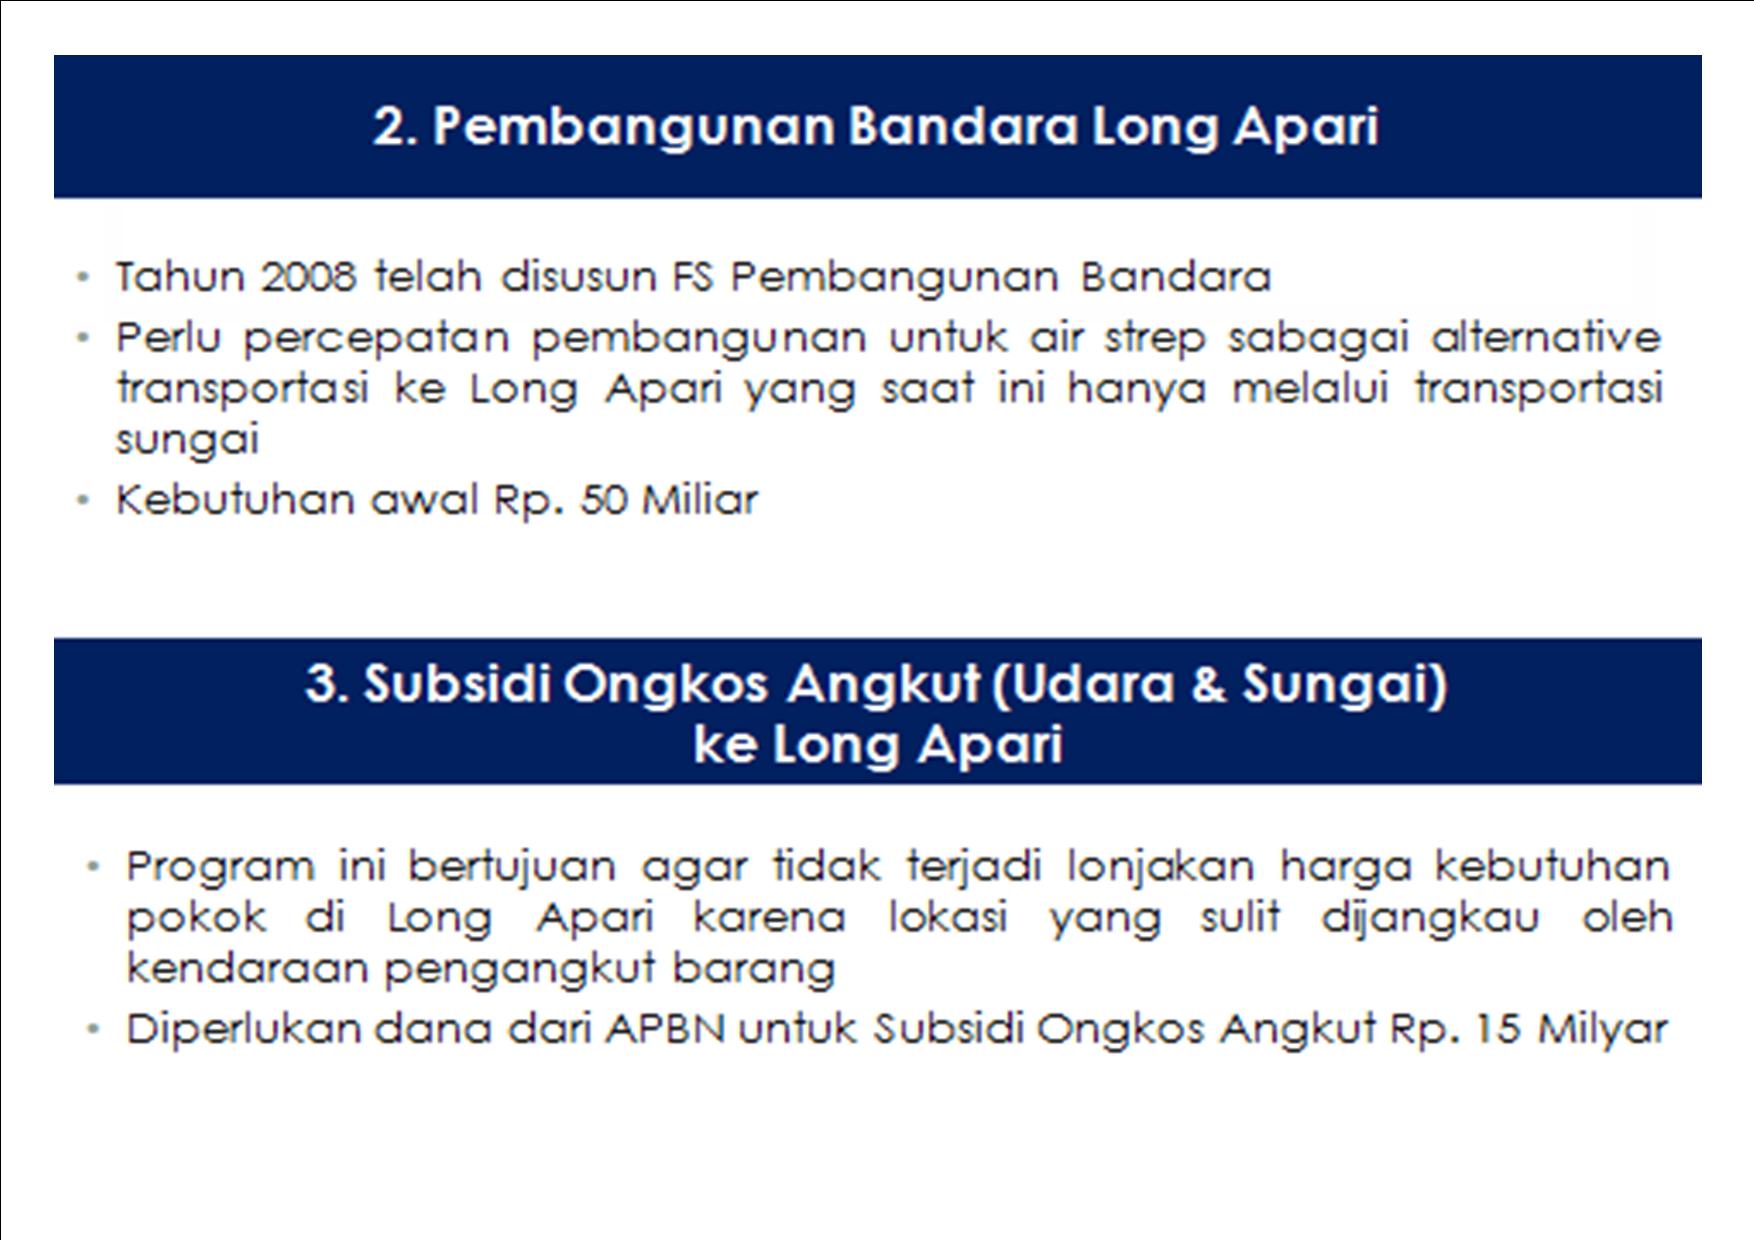 2. Pembangunan Bandara Long Apari
• Tahun 2008 telah disusun FS Pembangunan Bandara
• Perlu percepatan pembangunan untuk air strep sabagai alternative
transportasi ke Long Apari yang saat ini hanya melalui transportasi
sungai
• Kebutuhan awal Rp. 50 Miliar
3. Subsidi Ongkos Angkut (Udara & Sungai)
ke Long Apari
• Program ini bertujuan agar tidak terjadi lonjakan harga kebutuhan
pokok di Long Apari karena lokasi yang sulit dijangkau oleh
kendaraan pengangkut barang
• Diperlukan dana dari APBN untuk Subsidi Ongkos Angkut Rp. 15 Milyar